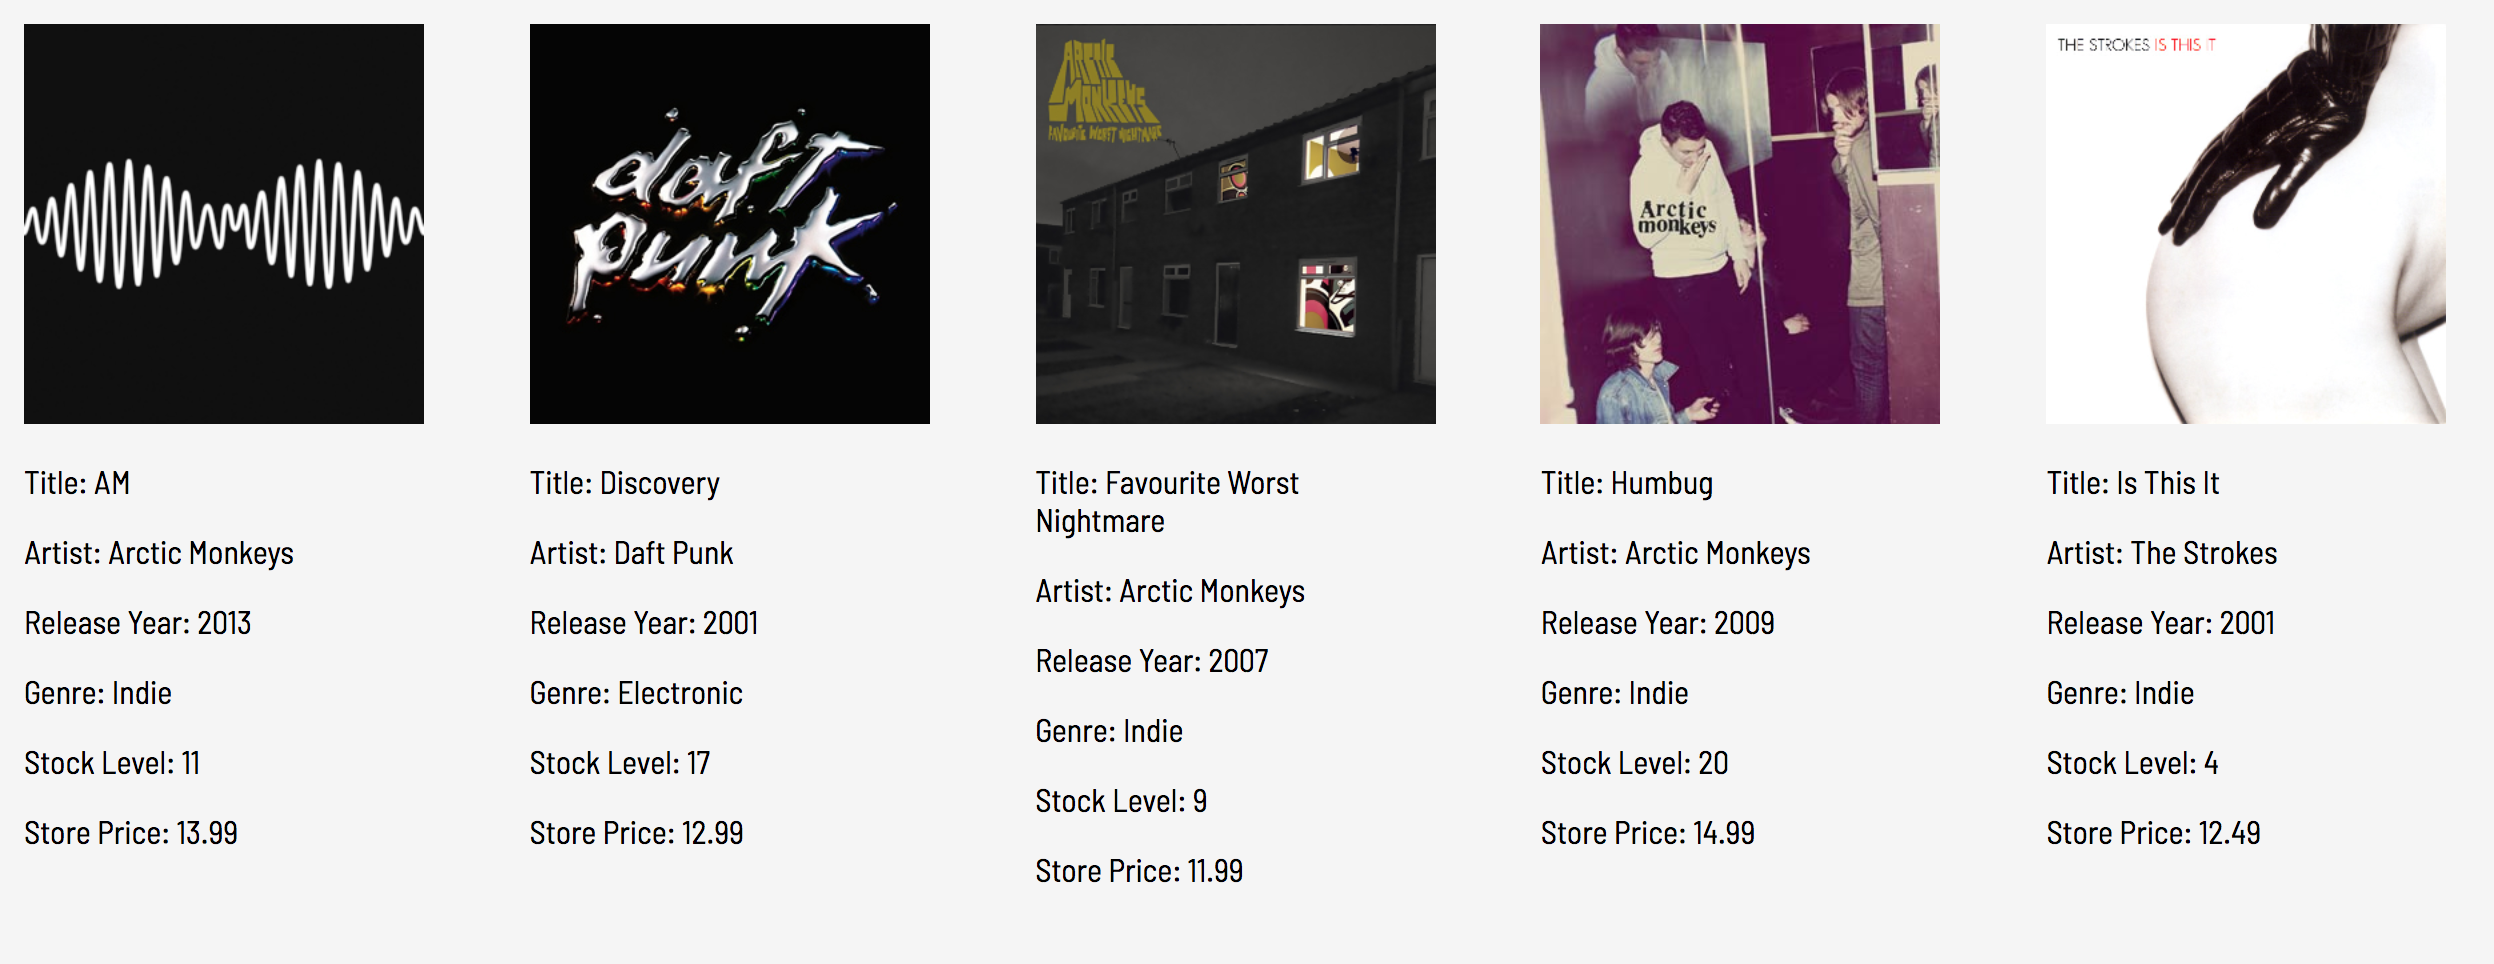 daft
punk
ARCTIC
MONKEYS
FAVOURITE WORST NIGHTMARE
Arctic
monkeys
THE STROKES IS THIS IT
Title: AM
Artist: Arctic Monkeys
Release Year: 2013
Genre: Indie
Stock Level: 11
Store Price: 13.99
Title: Discovery
Artist: Daft Punk
Release Year: 2001
Genre: Electronic
Stock Level: 17
Store Price: 12.99
Title: Favourite Worst
Nightmare
Artist: Arctic Monkeys
Release Year: 2007
Genre: Indie
Stock Level: 9
Store Price: 11.99
Title: Humbug
Artist: Arctic Monkeys
Release Year: 2009
Genre: Indie
Stock Level: 20
Store Price: 14.99
Title: Is This It
Artist: The Strokes
Release Year: 2001
Genre: Indie
Stock Level: 4
Store Price: 12.49